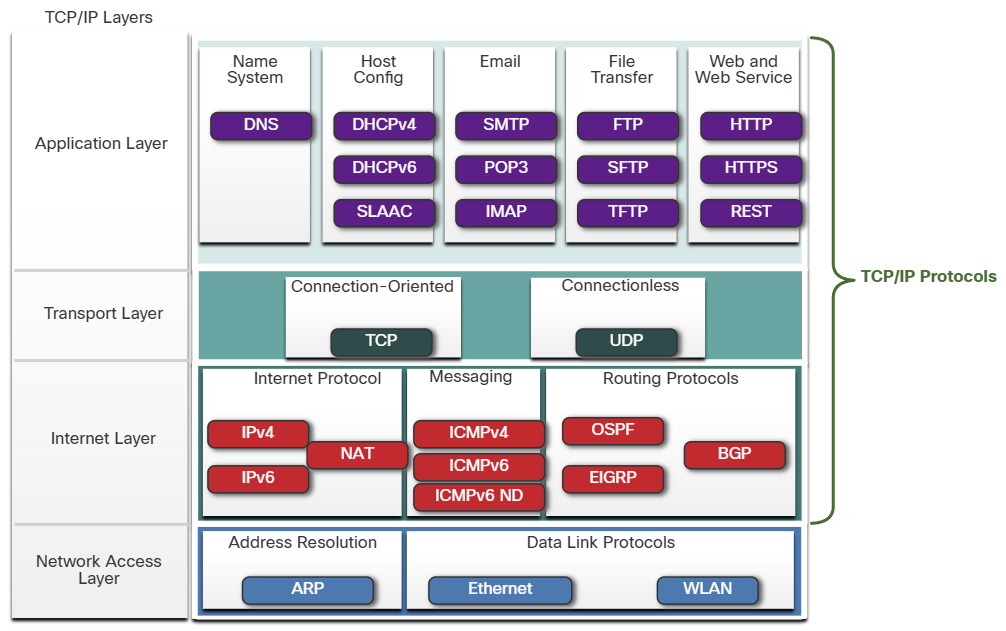 TCP/IP Layers
Application Layer
Name
System
DNS
Host
Config
DHCPv4
DHCPv6
SLAAC
Email
SMTP
POP3
IMAP
File
Transfer
FTP
SFTP
TFTP
Web and
Web Service
HTTP
HTTPS
REST
TCP/IP Protocols
Transport Layer
Connection-Oriented
TCP
Connectionless
UDP
Internet Layer
Internet Protocol
IPv4
NAT
IPv6
Messaging
ICMPv4
ICMPv6
ICMPv6 ND
Routing Protocols
OSPF
BGP
EIGRP
Network Access
Layer
Address Resolution
ARP
Data Link Protocols
Ethernet
WLAN